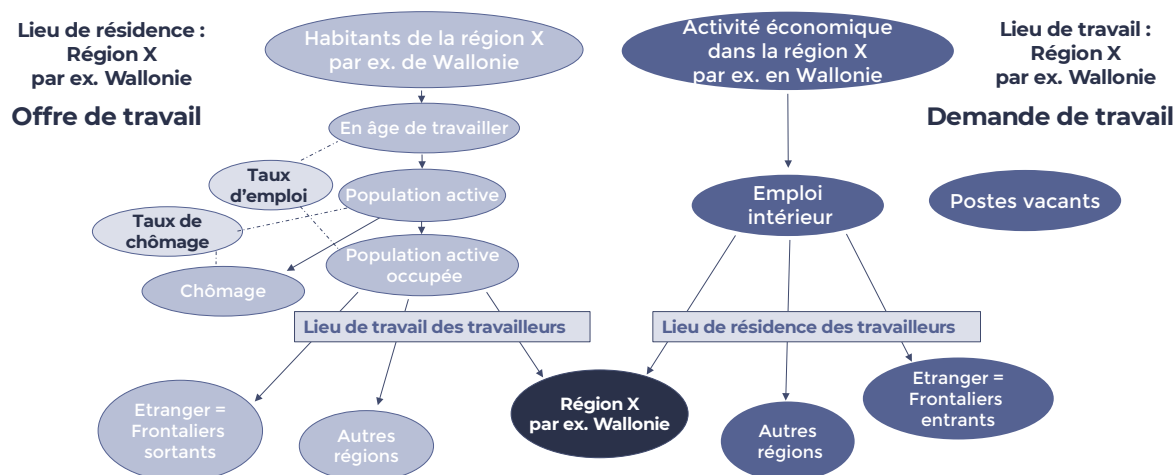 Lieu de résidence :
Région X
par ex. Wallonie
Offre de travail
Habitants de la région X
par ex. de Wallonie
Activité économique
dans la région X
par ex. en Wallonie
Lieu de travail :
Région X
par ex. Wallonie
Demande de travail
En âge de travailler
Taux
d'emploi
Population active
Taux de
chômage
Population active
occupée
Chômage
Emploi
intérieur
Postes vacants
Lieu de travail des travailleurs
Lieu de résidence des travailleurs
Etranger =
Frontaliers
sortants
Autres
régions
Région X
par ex. Wallonie
Autres
régions
Etranger =
Frontaliers
entrants